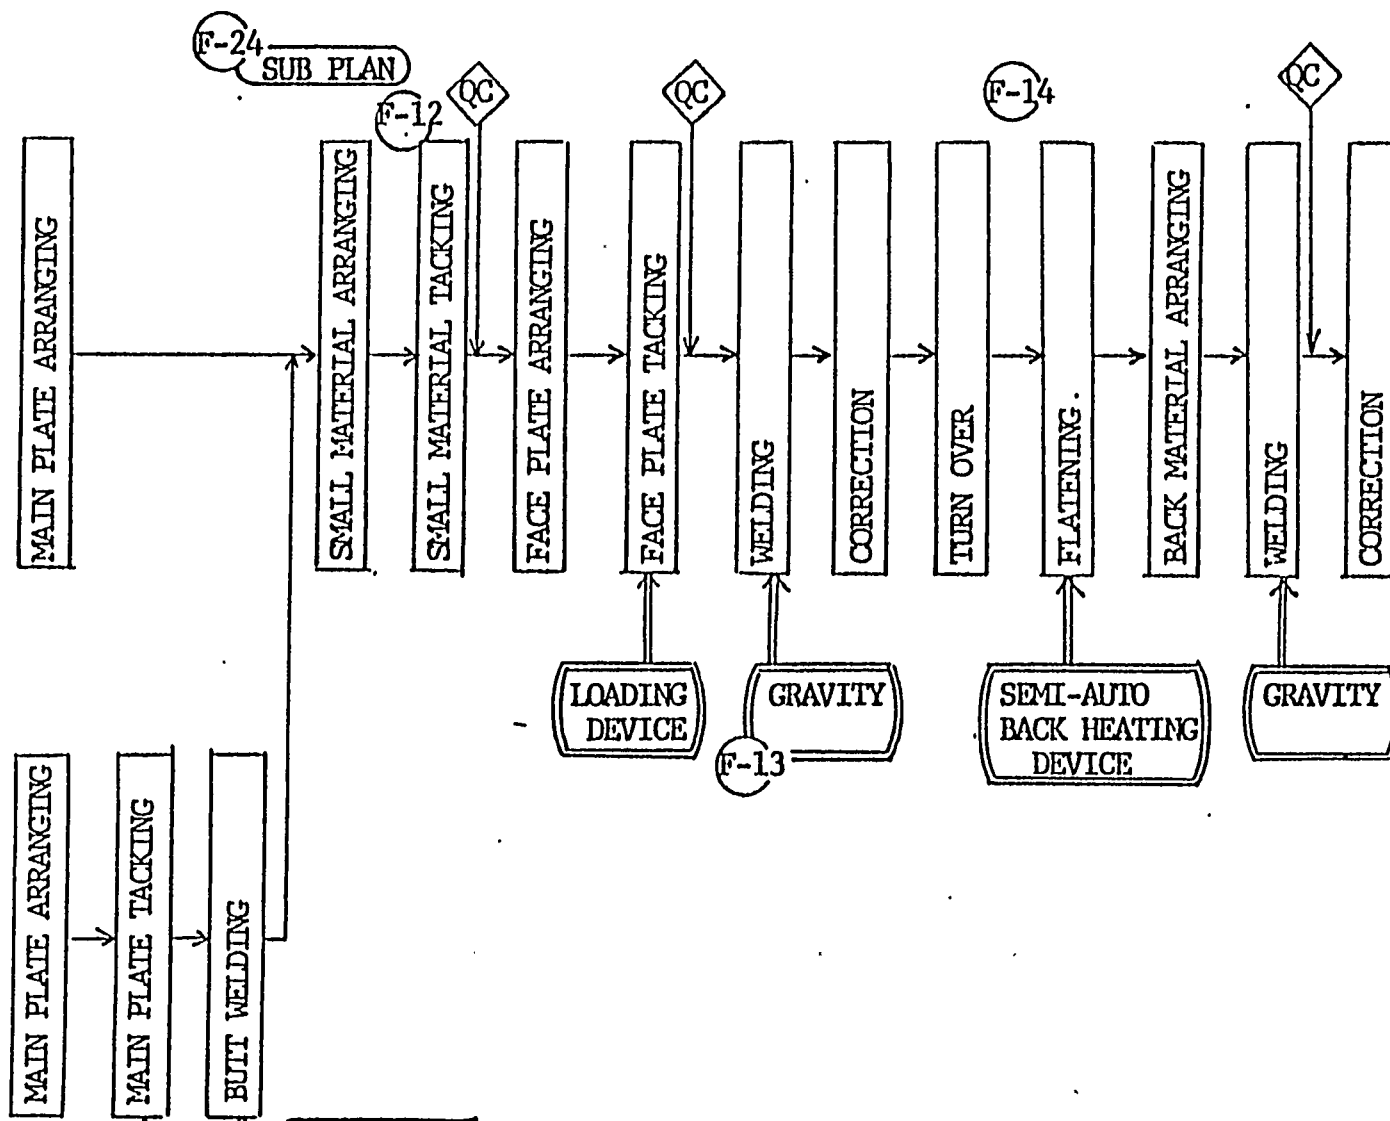 F-24
SUB PLAN
F-12
QC
QC
F-14
QC
MAIN PLATE ARRANGING
SMALL MATERIAL ARRANGING
SMALL MATERIAL TACKING
FACE PLATE ARRANGING
FACE PLATE TACKING
WELDING
CORRECTION
TURN OVER
FLATENING.
BACK MATERIAL ARRANGING
WELDING
CORRECTION
LOADING
DEVICE
GRAVITY
F-13
SEMI-AUTO
BACK HEATING
DEVICE
GRAVITY
MAIN PLATE ARRANGING
MAIN PLATE TACKING
BUTT WELDING